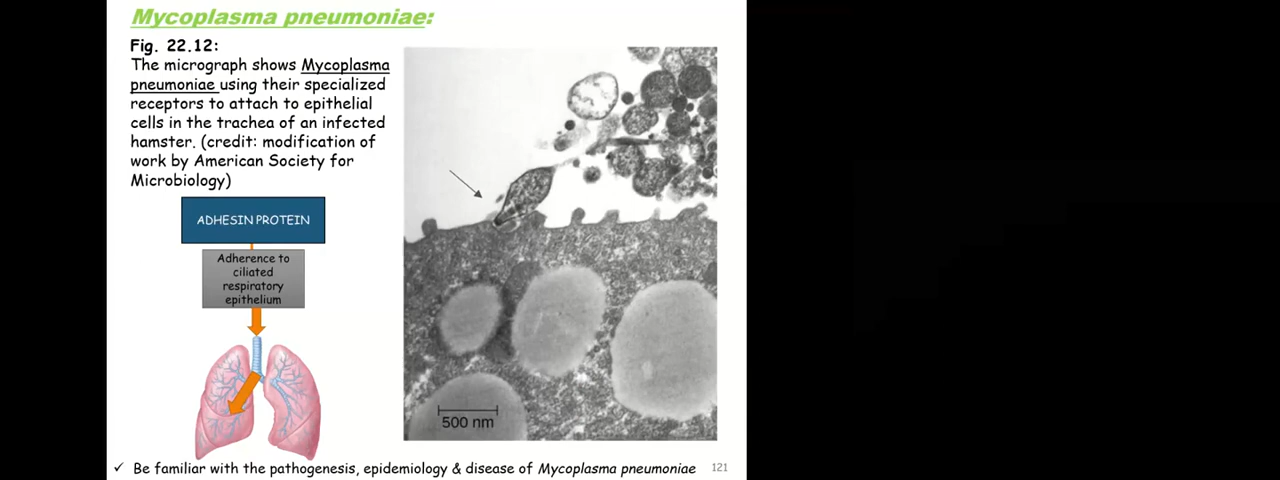 Mycoplasma pneumoniae:
Fig. 22.12:
The micrograph shows Mycoplasma
pneumoniae using their specialized
receptors to attach to epithelial
cells in the trachea of an infected
hamster. (credit: modification of
work by American Society for
Microbiology)
ADHESIN PROTEIN
Adherence to
ciliated
respiratory
epithelium
500 nm
✓ Be familiar with the pathogenesis, epidemiology & disease of Mycoplasma pneumoniae
121